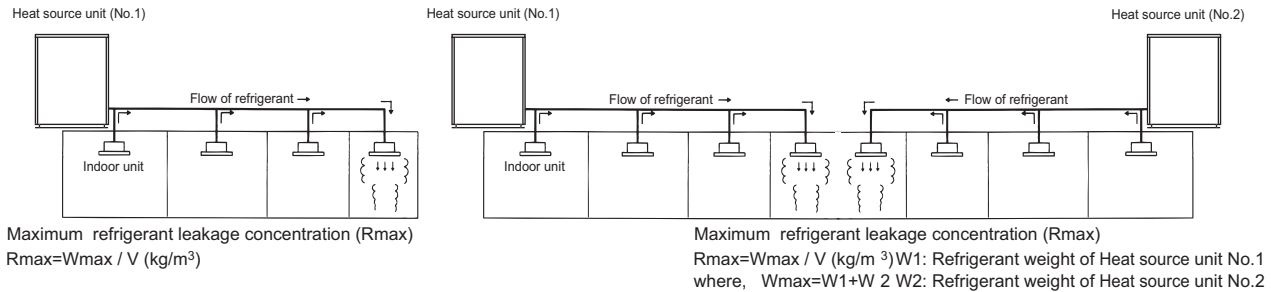 Heat source unit (No.1)
Flow of refrigerant →
Indoor unit
Maximum refrigerant leakage concentration (Rmax)
Rmax=Wmax / V (kg/m³)
Heat source unit (No.1)
Heat source unit (No.2)
Flow of refrigerant →
← Flow of refrigerant
Indoor unit
Maximum refrigerant leakage concentration (Rmax)
Rmax=Wmax / V (kg/m ³) W1: Refrigerant weight of Heat source unit No.1
where, Wmax=W1+W 2 W2: Refrigerant weight of Heat source unit No.2